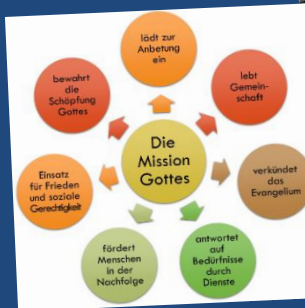 Die
Mission
Gottes
lädt zur
Anbetung
ein
lebt
Gemein-
schaft
verkündet
das
Evangelium
antwortet
auf
Bedürfnisse
durch
Dienste
fördert
Menschen
in der
Nachfolge
Einsatz
für Frieden
und soziale
Gerechtigkeit
bewahrt
die
Schöpfung
Gottes